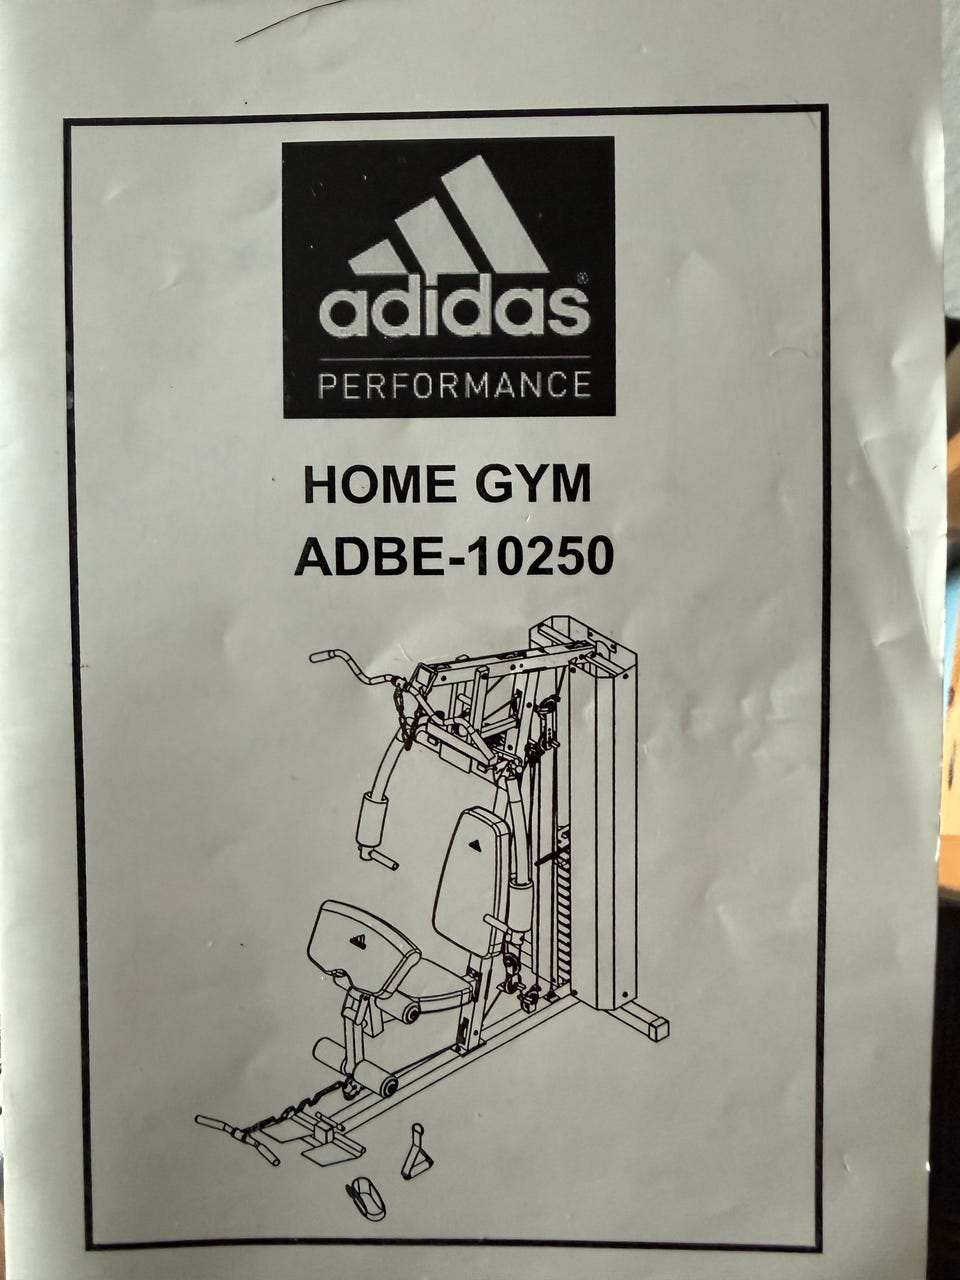 adidas®
PERFORMANCE
HOME GYM
ADBE-10250